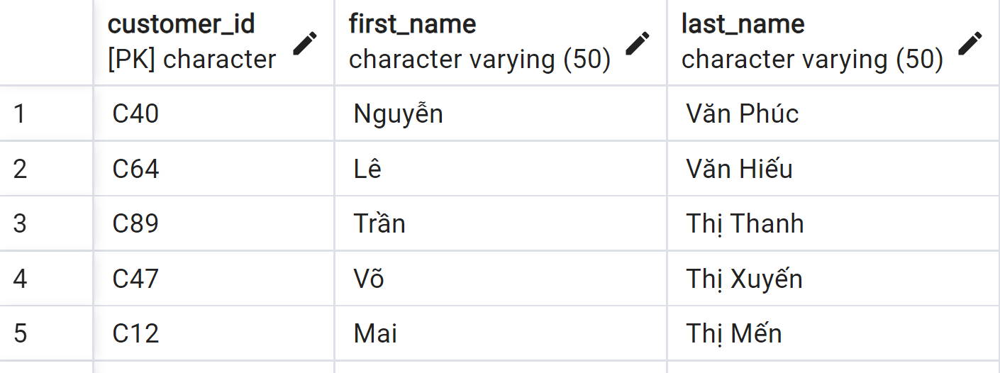 customer_id first_name last_name
[PK] character character varying (50) character varying (50)
1 C40 Nguyễn Văn Phúc
2 C64 Lê Văn Hiếu
3 C89 Trần Thị Thanh
4 C47 Võ Thị Xuyến
5 C12 Mai Thị Mến